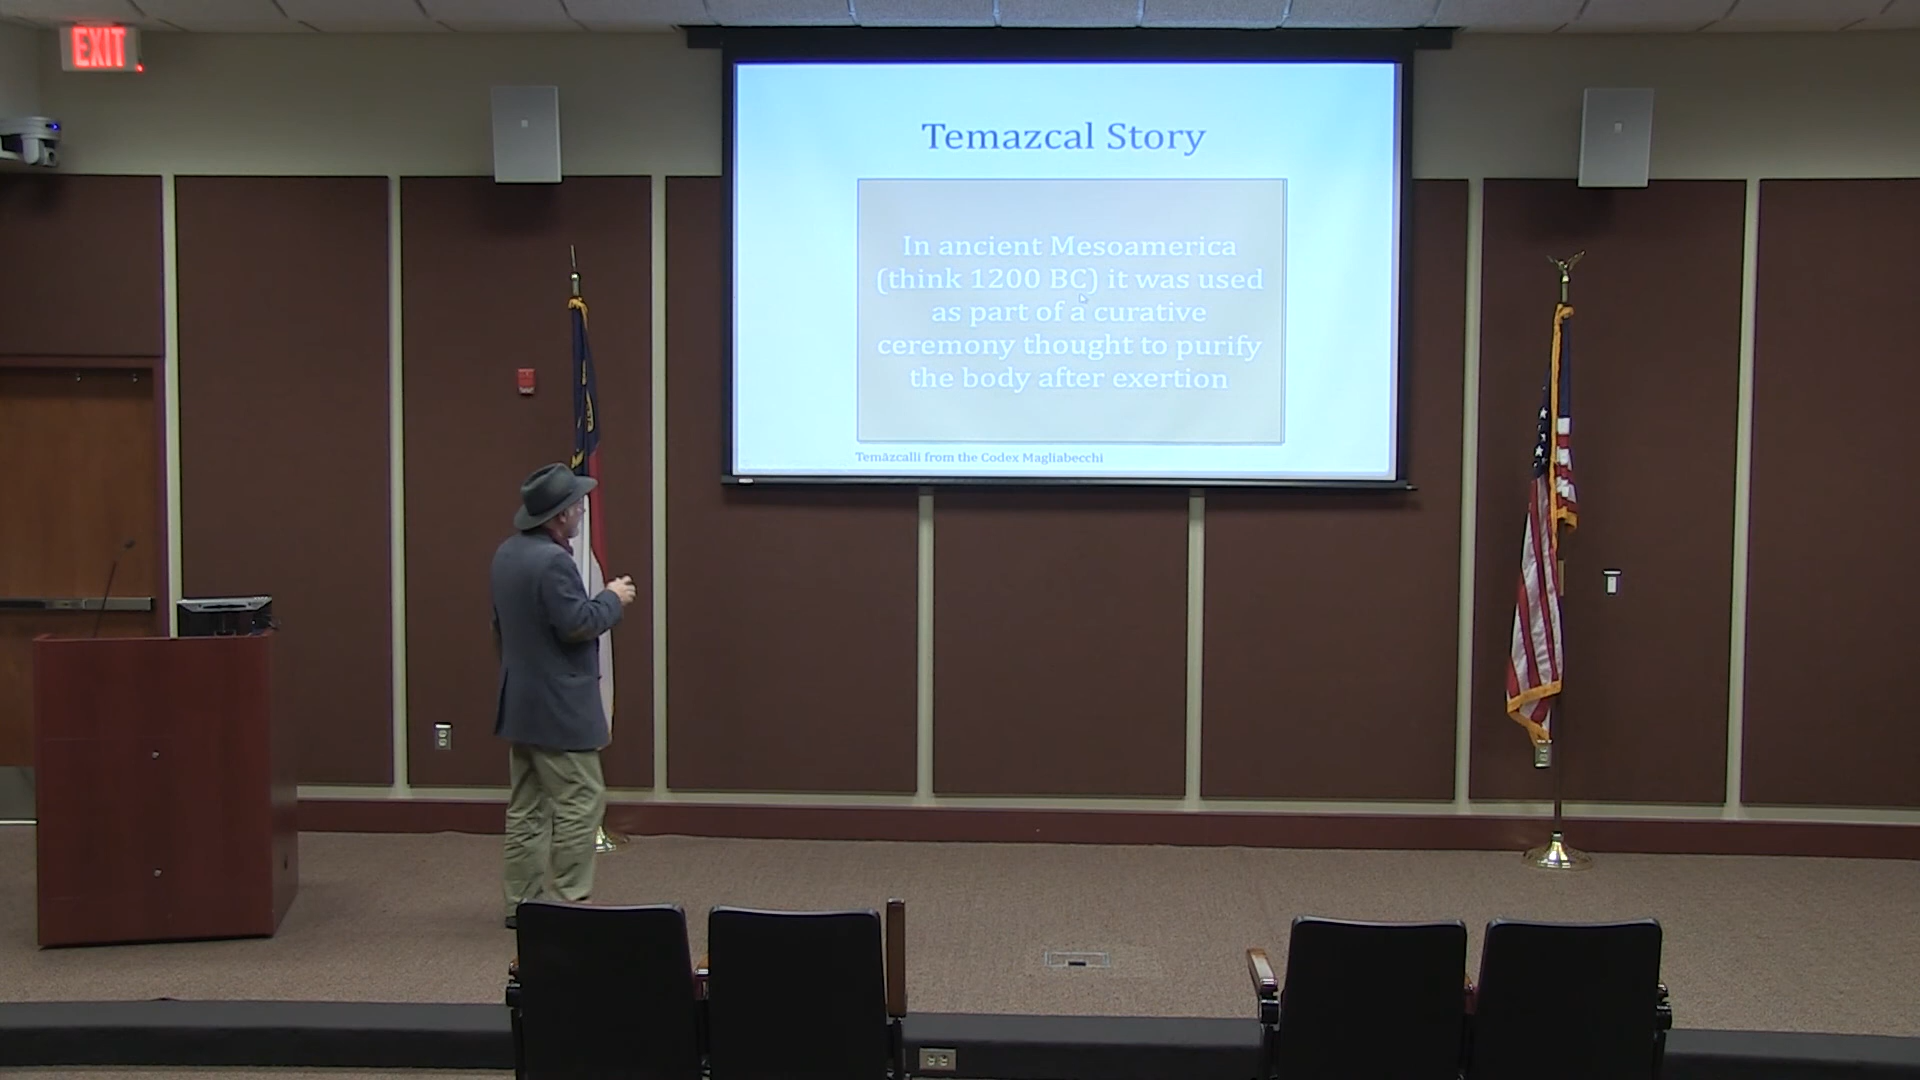 EXIT
Temazcal Story
In ancient Mesoamerica
(think 1200 BC) it was used
as part of a curative
ceremony thought to purify
the body after exertion
Temāzcalli from the Codex Magliabecchi